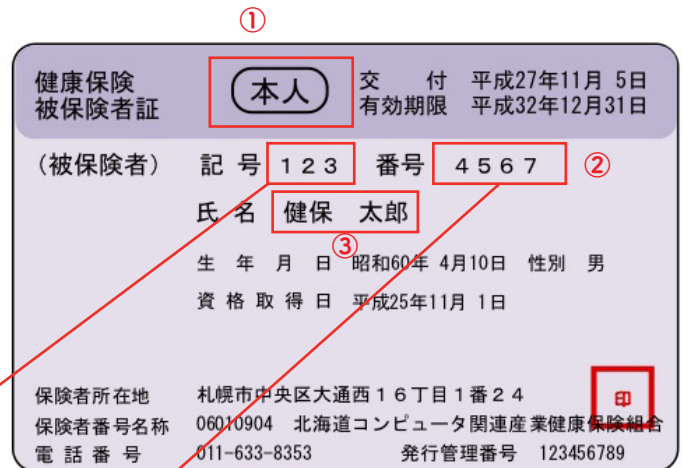 ①
健康保険
被保険者証
本人
交 付 平成27年11月 5日
有効期限 平成32年12月31日
(被保険者) 記 号 1 2 3 番号 4 5 6 7 ②
氏 名 健保 太郎
③
生 年 月 日 昭和60年 4月10日 性別 男
資 格 取 得 日 平成25年11月 1日
保険者所在地 札幌市中央区大通西16丁目1番24
印
保険者番号名称 06010904 北海道コンピュータ関連産業健康保険組合
電 話 番 号 011-633-8353 発行管理番号 123456789